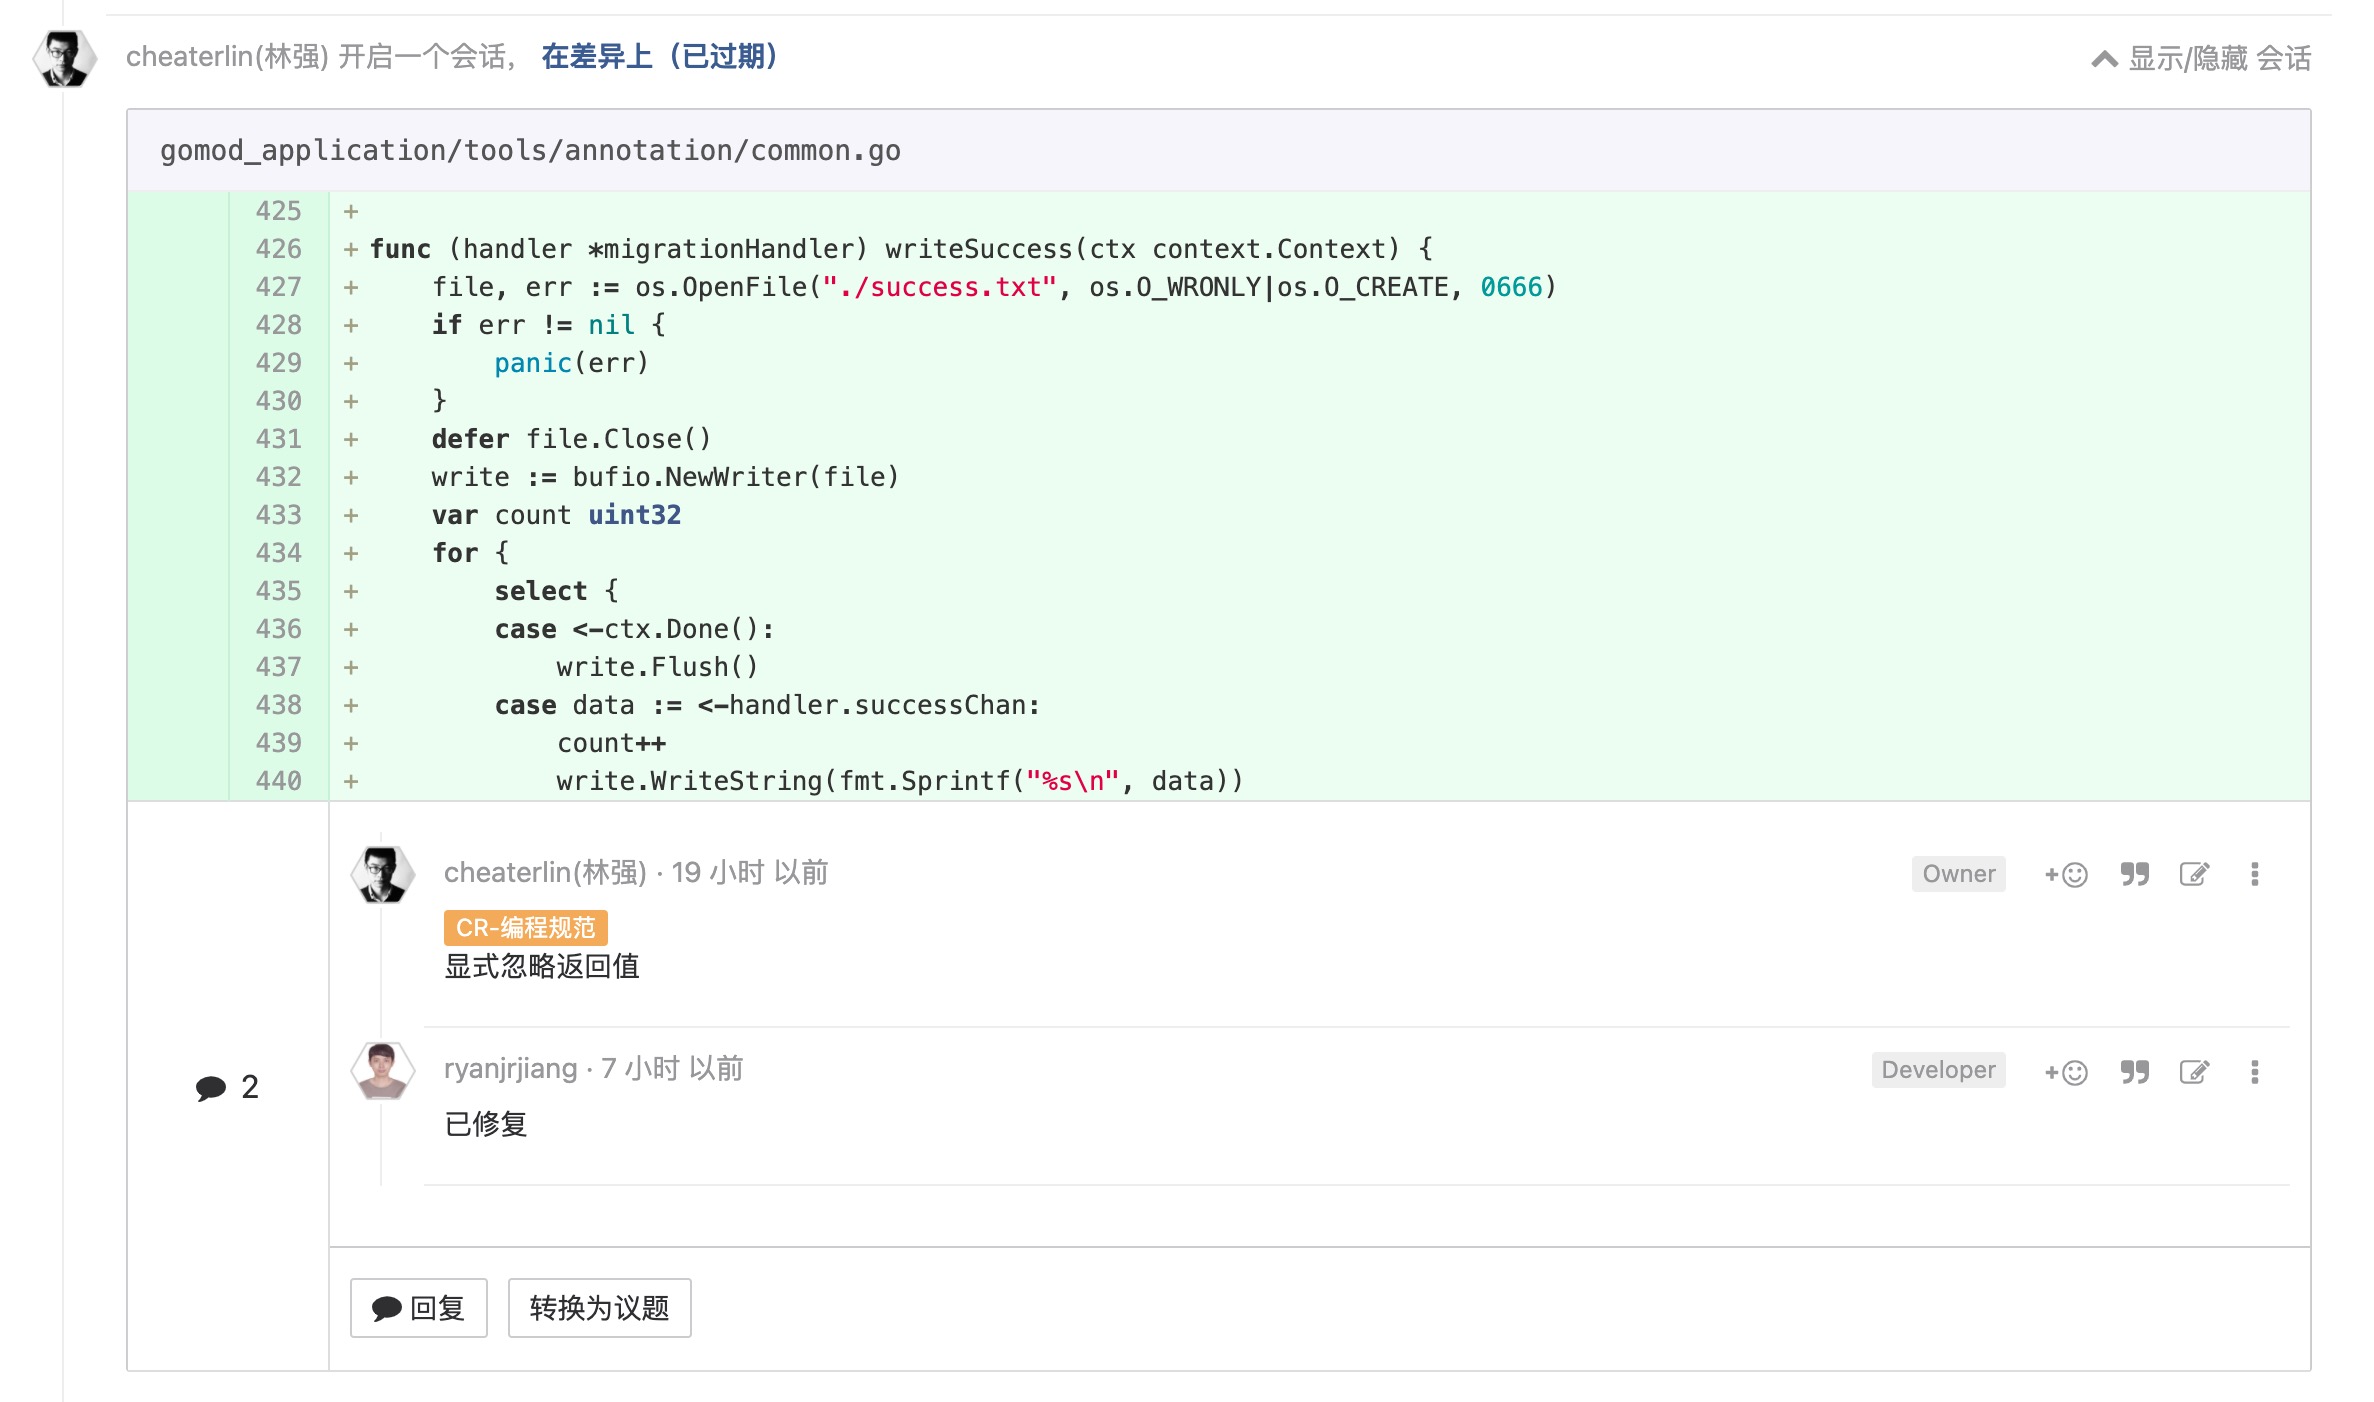 cheaterlin(林强) 开启一个会话, 在差异上（已过期）
显示/隐藏 会话
gomod_application/tools/annotation/common.go
425 +
426 + func (handler *migrationHandler) writeSuccess(ctx context.Context) {
427 +     file, err := os.OpenFile("./success.txt", os.O_WRONLY|os.O_CREATE, 0666)
428 +     if err != nil {
429 +         panic(err)
430 +     }
431 +     defer file.Close()
432 +     write := bufio.NewWriter(file)
433 +     var count uint32
434 +     for {
435 +         select {
436 +         case <-ctx.Done():
437 +             write.Flush()
438 +         case data := <-handler.successChan:
439 +             count++
440 +             write.WriteString(fmt.Sprintf("%s\n", data))
cheaterlin(林强) · 19 小时 以前
Owner
CR-编程规范
显式忽略返回值
2
ryanjrjiang · 7 小时 以前
Developer
已修复
回复
转换为议题